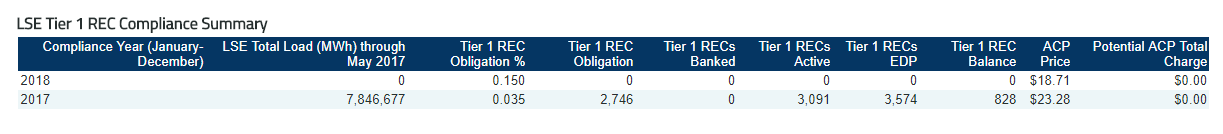 LSE Tier 1 REC Compliance Summary
Compliance Year (January- LSE Total Load (MWh) through Tier 1 REC Tier 1 REC Tier 1 RECs Tier 1 RECs Tier 1 RECs Tier 1 REC ACP Potential ACP Total
December) May 2017 Obligation % Obligation Banked Active EDP Balance Price Charge
2018 0 0.150 0 0 0 0 0 $18.71 $0.00
2017 7,846,677 0.035 2,746 0 3,091 3,574 828 $23.28 $0.00